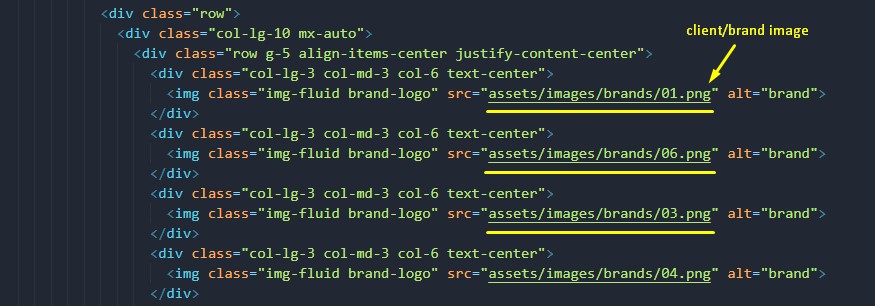 <div class="row">
client/brand image
<div class="col-lg-10 mx-auto">
<div class="row g-5 align-items-center justify-content-center">
<div class="col-lg-3 col-md-3 col-6 text-center">
<img class="img-fluid brand-logo" src="assets/images/brands/01.png" alt="brand">
</div>
<div class="col-lg-3 col-md-3 col-6 text-center">
<img class="img-fluid brand-logo" src="assets/images/brands/06.png" alt="brand">
</div>
<div class="col-lg-3 col-md-3 col-6 text-center">
<img class="img-fluid brand-logo" src="assets/images/brands/03.png" alt="brand">
</div>
<div class="col-lg-3 col-md-3 col-6 text-center">
<img class="img-fluid brand-logo" src="assets/images/brands/04.png" alt="brand">
</div>